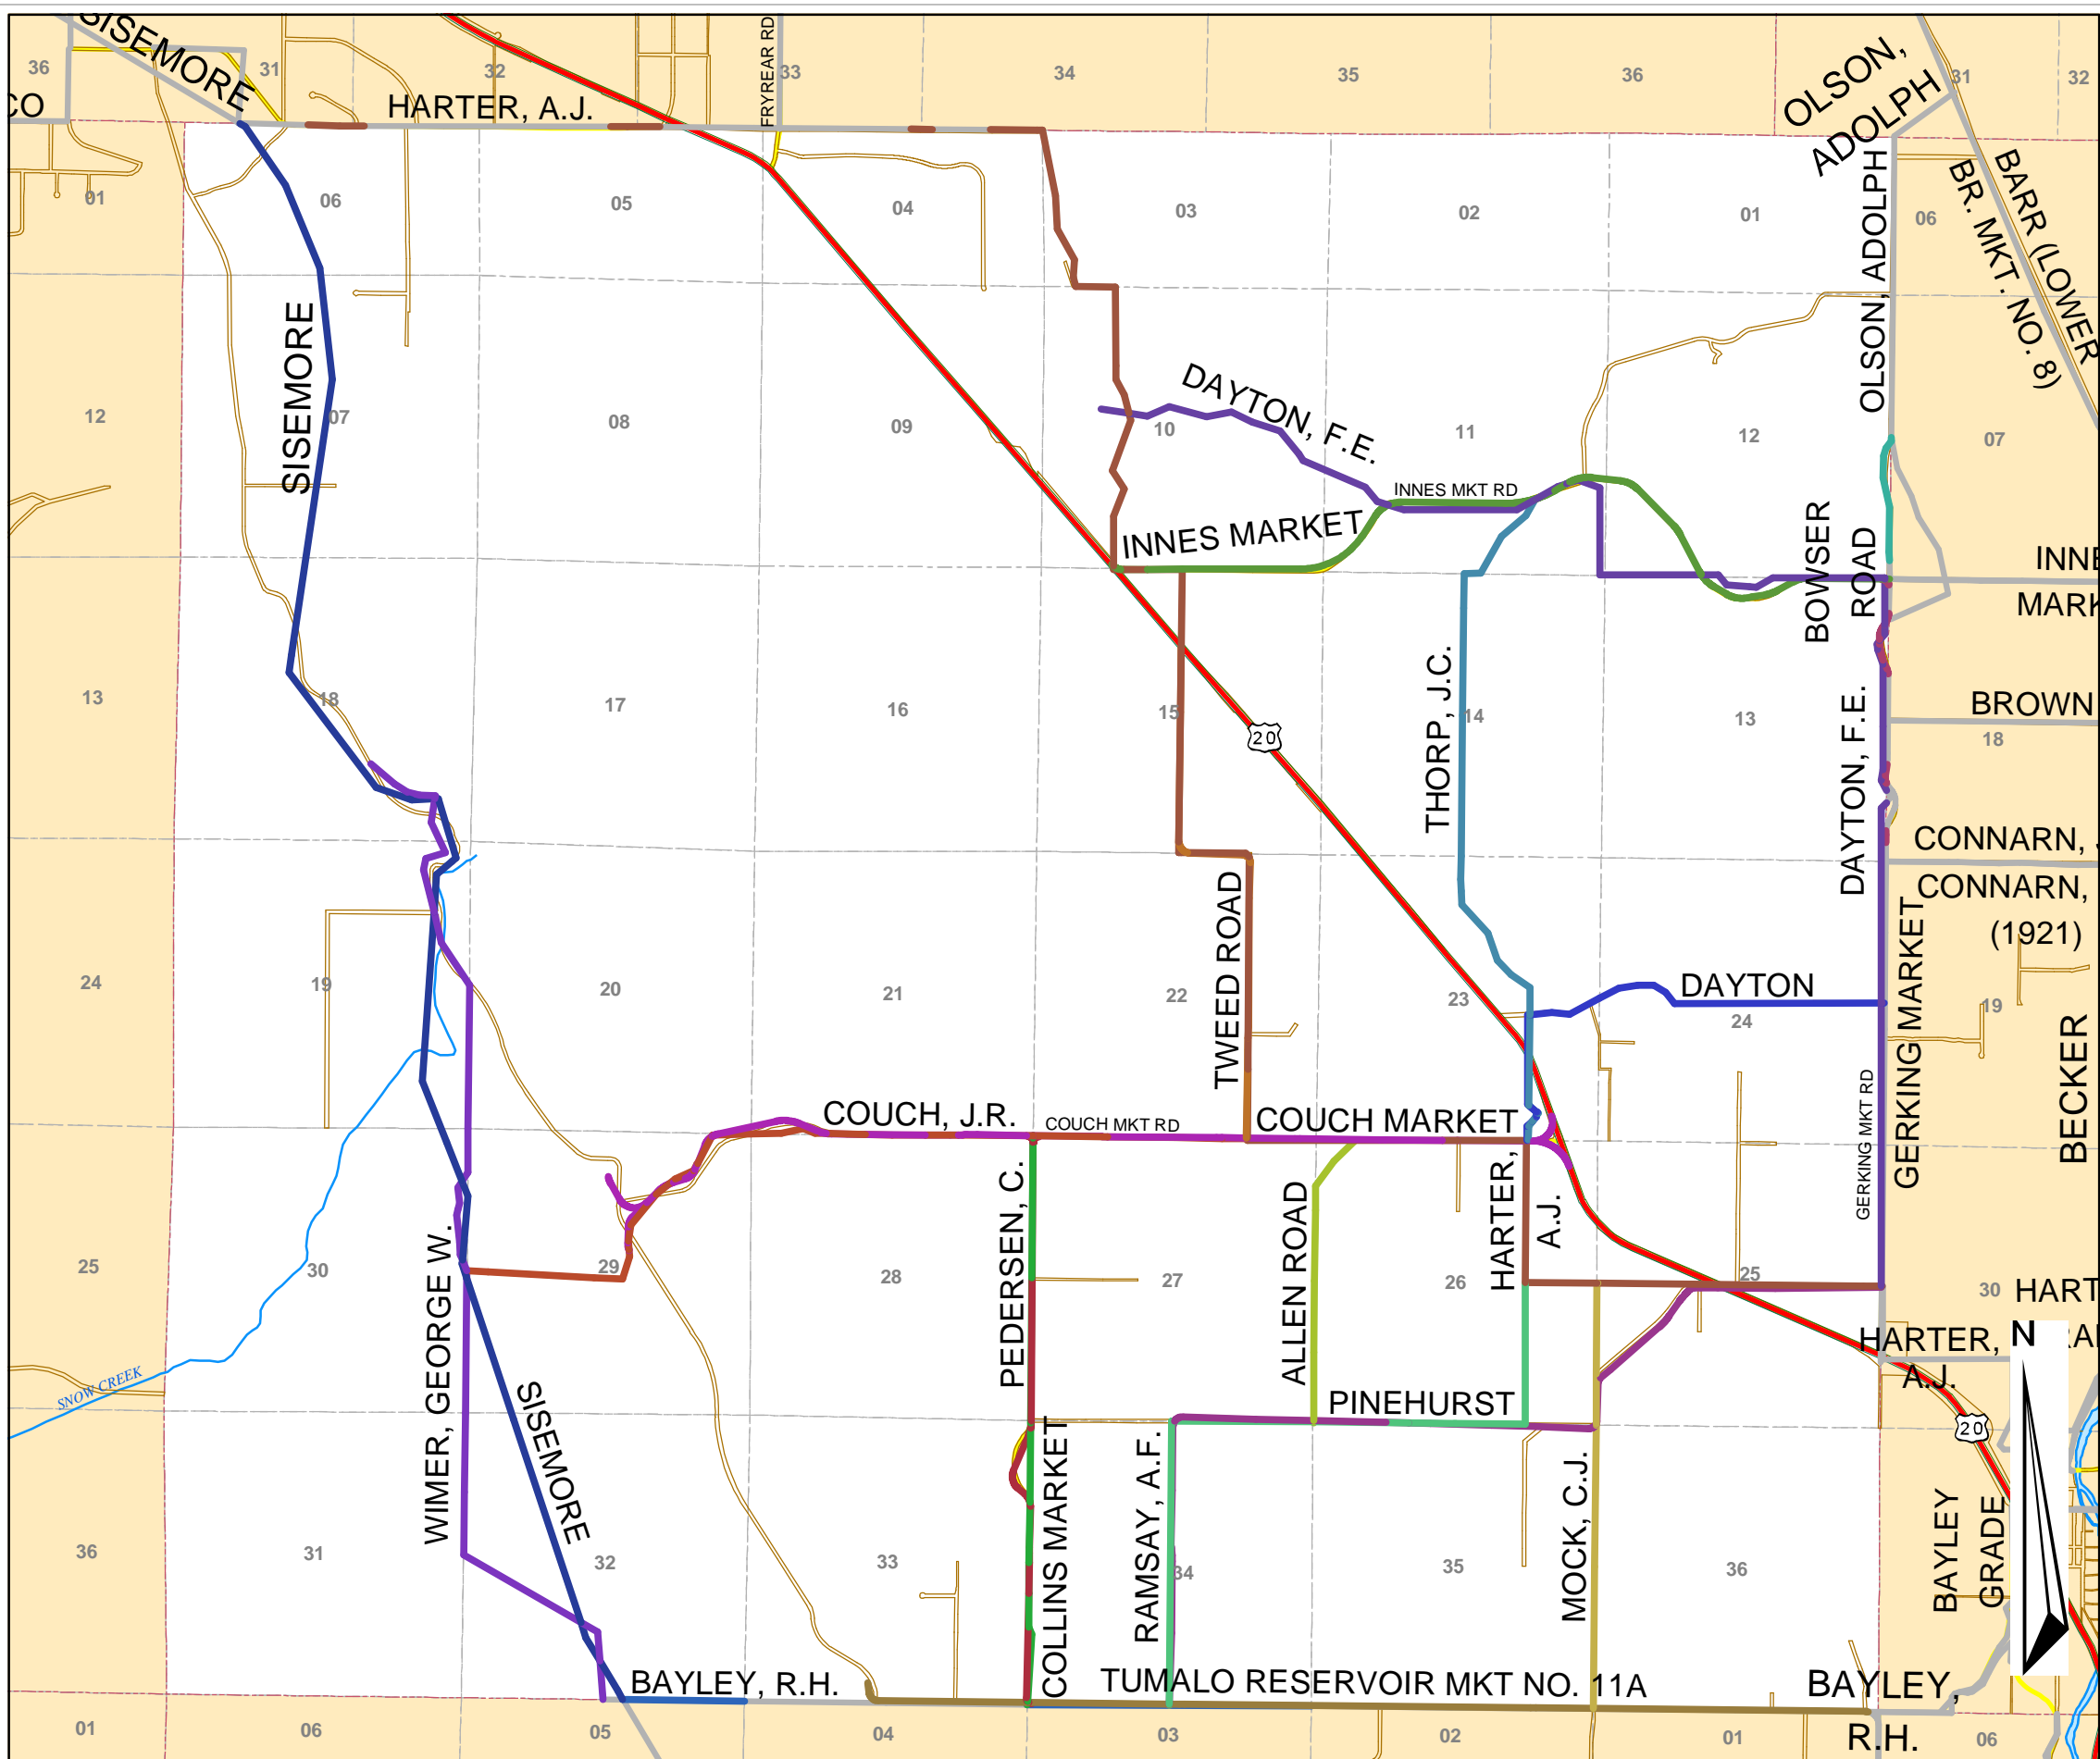 SISEMORE
36
31
32
FRYREAR RD
33
34
35
36
OLSON,
ADOLPH
31
32
CO
HARTER, A.J.
01
06
05
04
03
02
01
OLSON, ADOLPH
06
BARR (LOWER
BR. MKT. NO. 8)
SISEMORE
12
07
08
09
10
DAYTON, F.E.
11
12
07
INNES MKT RD
INNES MARKET
BOWSER
ROAD
INNE
MARK
13
18
17
16
15
20
THORP, J.C.
14
13
DAYTON, F.E.
BROWN
18
CONNARN, J
CONNARN,
(1921)
24
19
20
21
22
TWEED ROAD
23
DAYTON
24
GERKING MARKET
19
BECKER
COUCH, J.R.
COUCH MKT RD
COUCH MARKET
GERKING MKT RD
25
30
WIMER, GEORGE W.
29
28
PEDERSEN, C.
27
ALLEN ROAD
26
HARTER,
A.J.
25
30
HART
HARTER,
A.J.
RA
N
SNOW CREEK
SISEMORE
PINEHURST
20
36
31
32
33
COLLINS MARKET
RAMSAY, A.F.
34
35
MOCK, C.J.
36
BAYLEY
GRADE
BAYLEY, R.H.
TUMALO RESERVOIR MKT NO. 11A
BAYLEY,
R.H.
01
06
05
04
03
02
01
06